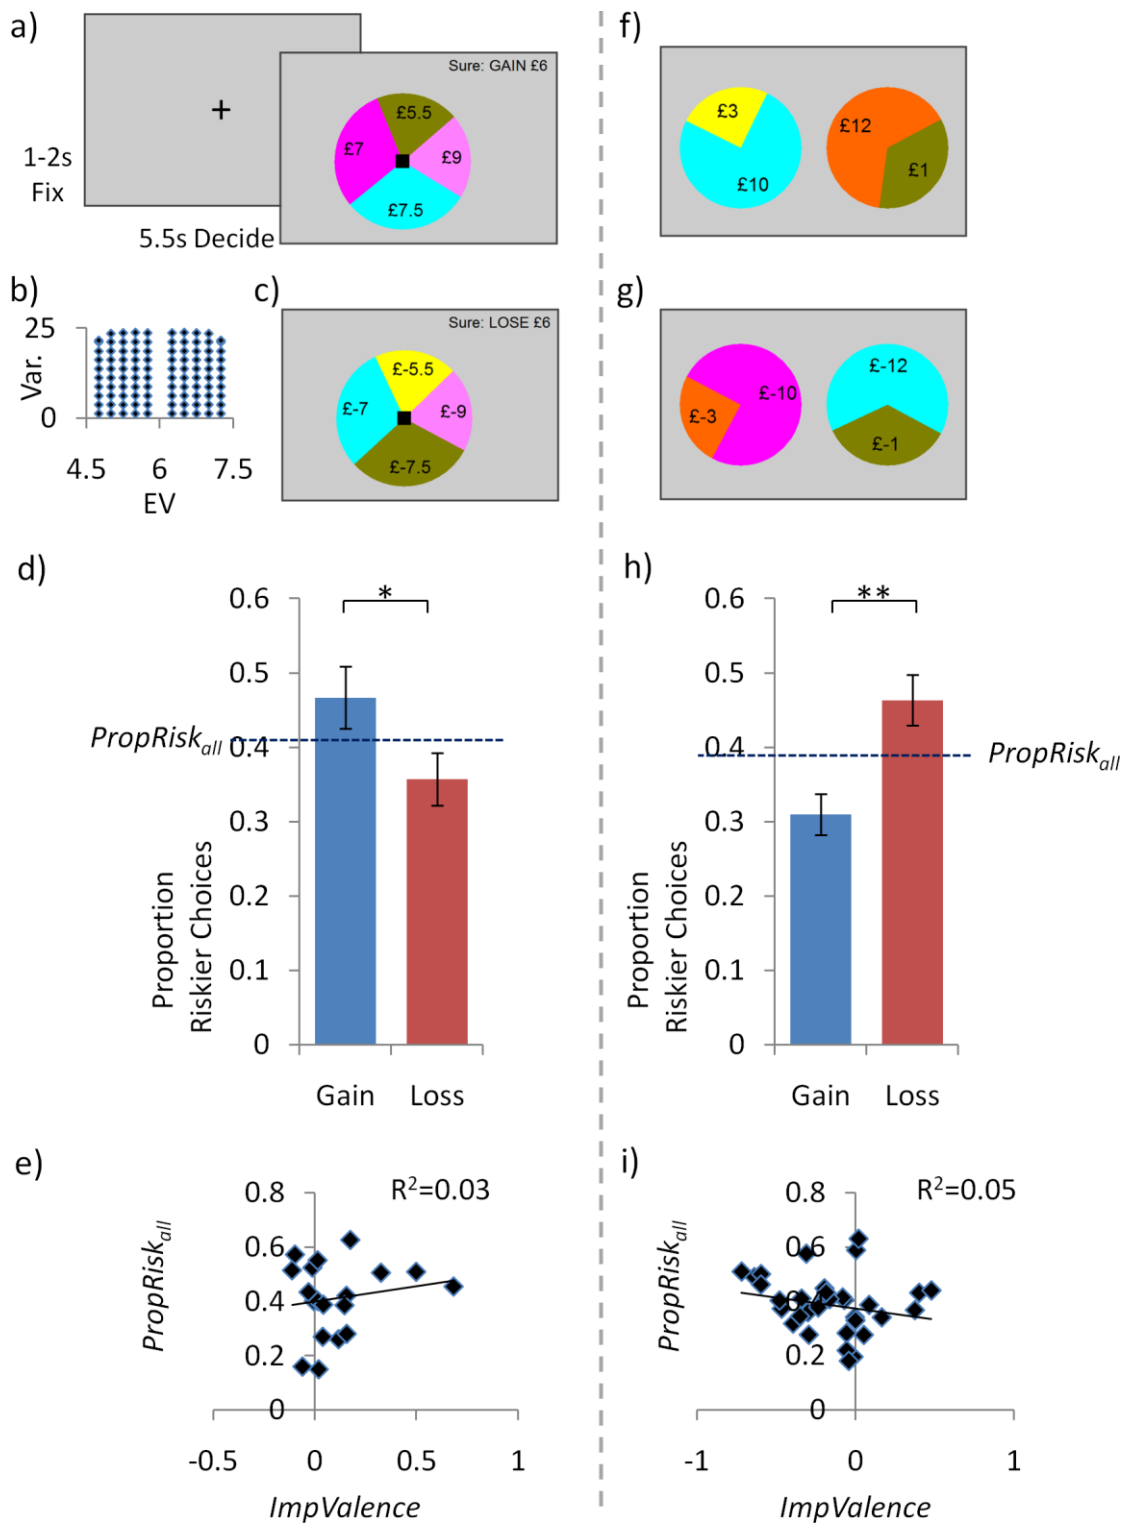 a)
Sure: GAIN £6
+
£5.5
£7
£9
£7.5
1-2s
Fix
5.5s Decide
b)
25
Var.
0
4.5 6 7.5
EV
c)
Sure: LOSE £6
£-5.5
£-7
£-9
£-7.5
d)
0.6
*
0.5
PropRisk_all
0.4
0.3
0.2
0.1
0
Proportion
Riskier Choices
Gain Loss
e)
0.8
R²=0.03
0.6
0.4
0.2
0
PropRisk_all
-0.5 0 0.5 1
ImpValence
f)
£3
£10
£12
£1
g)
£-10
£-3
£-12
£-1
h)
0.6
**
0.5
0.4
PropRisk_all
0.3
0.2
0.1
0
Proportion
Riskier Choices
Gain Loss
i)
0.8
R²=0.05
0.6
0.4
0.2
0
PropRisk_all
-1 0 1
ImpValence